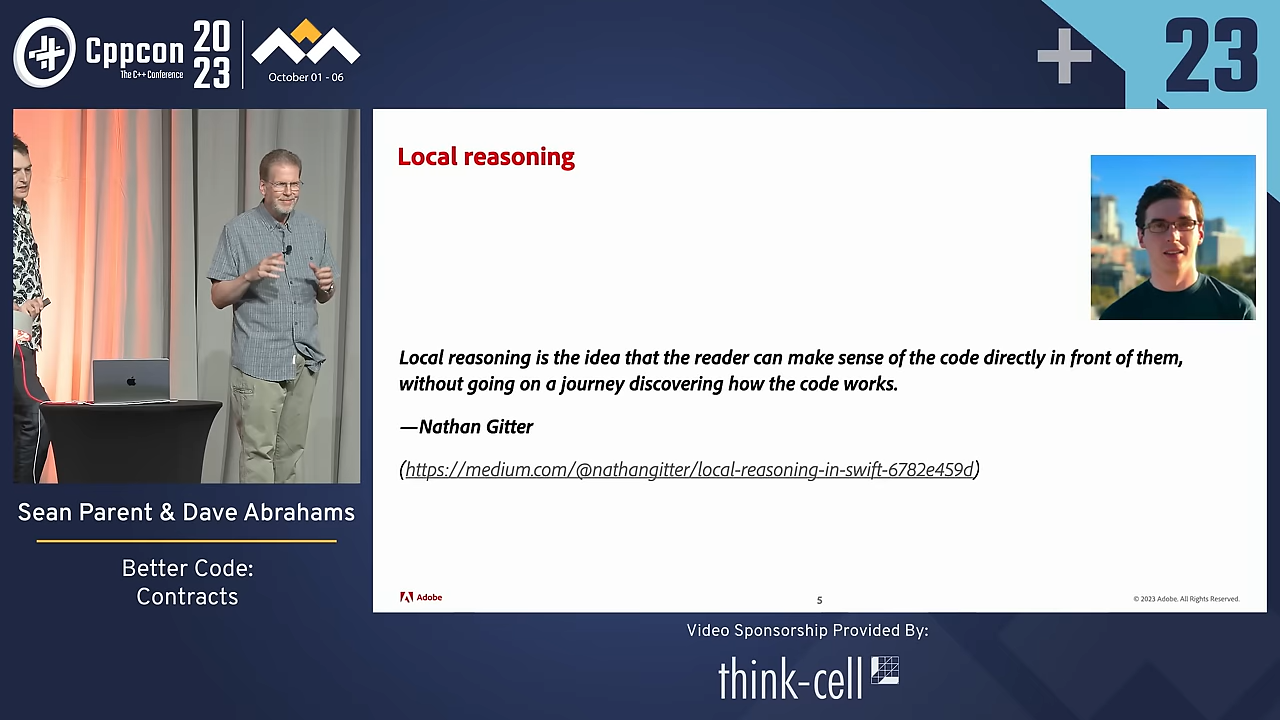 Cppcon
The C++ Conference
20
23
October 01 - 06
23
Local reasoning
Local reasoning is the idea that the reader can make sense of the code directly in front of them,
without going on a journey discovering how the code works.
—Nathan Gitter
(https://medium.com/@nathangitter/local-reasoning-in-swift-6782e459d)
Adobe
5
© 2023 Adobe. All Rights Reserved.
Sean Parent & Dave Abrahams
Better Code:
Contracts
Video Sponsorship Provided By:
think-cell